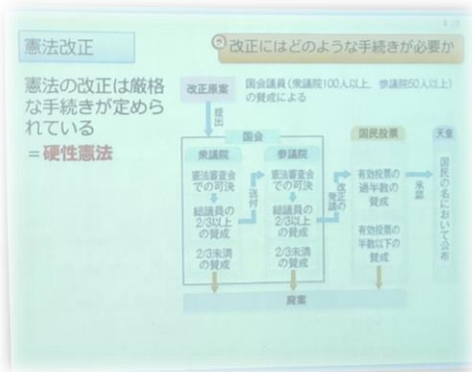 憲法改正
改正にはどのような手続きが必要か
憲法の改正は厳格
な手続きが定めら
れている
＝硬性憲法
改正原案
国会議員（衆議院100人以上、参議院50人以上）
の賛成による
提出
国会
衆議院
憲法審査会
での可決
総議員の
2/3以上
の賛成
2/3未満
の賛成
送付
参議院
憲法審査会
での可決
総議員の
2/3以上
の賛成
2/3未満
の賛成
改正の
発議
国民投票
有効投票の
過半数の
賛成
有効投票の
半数以下の
賛成
承認
天皇
国民の名において公布
廃案